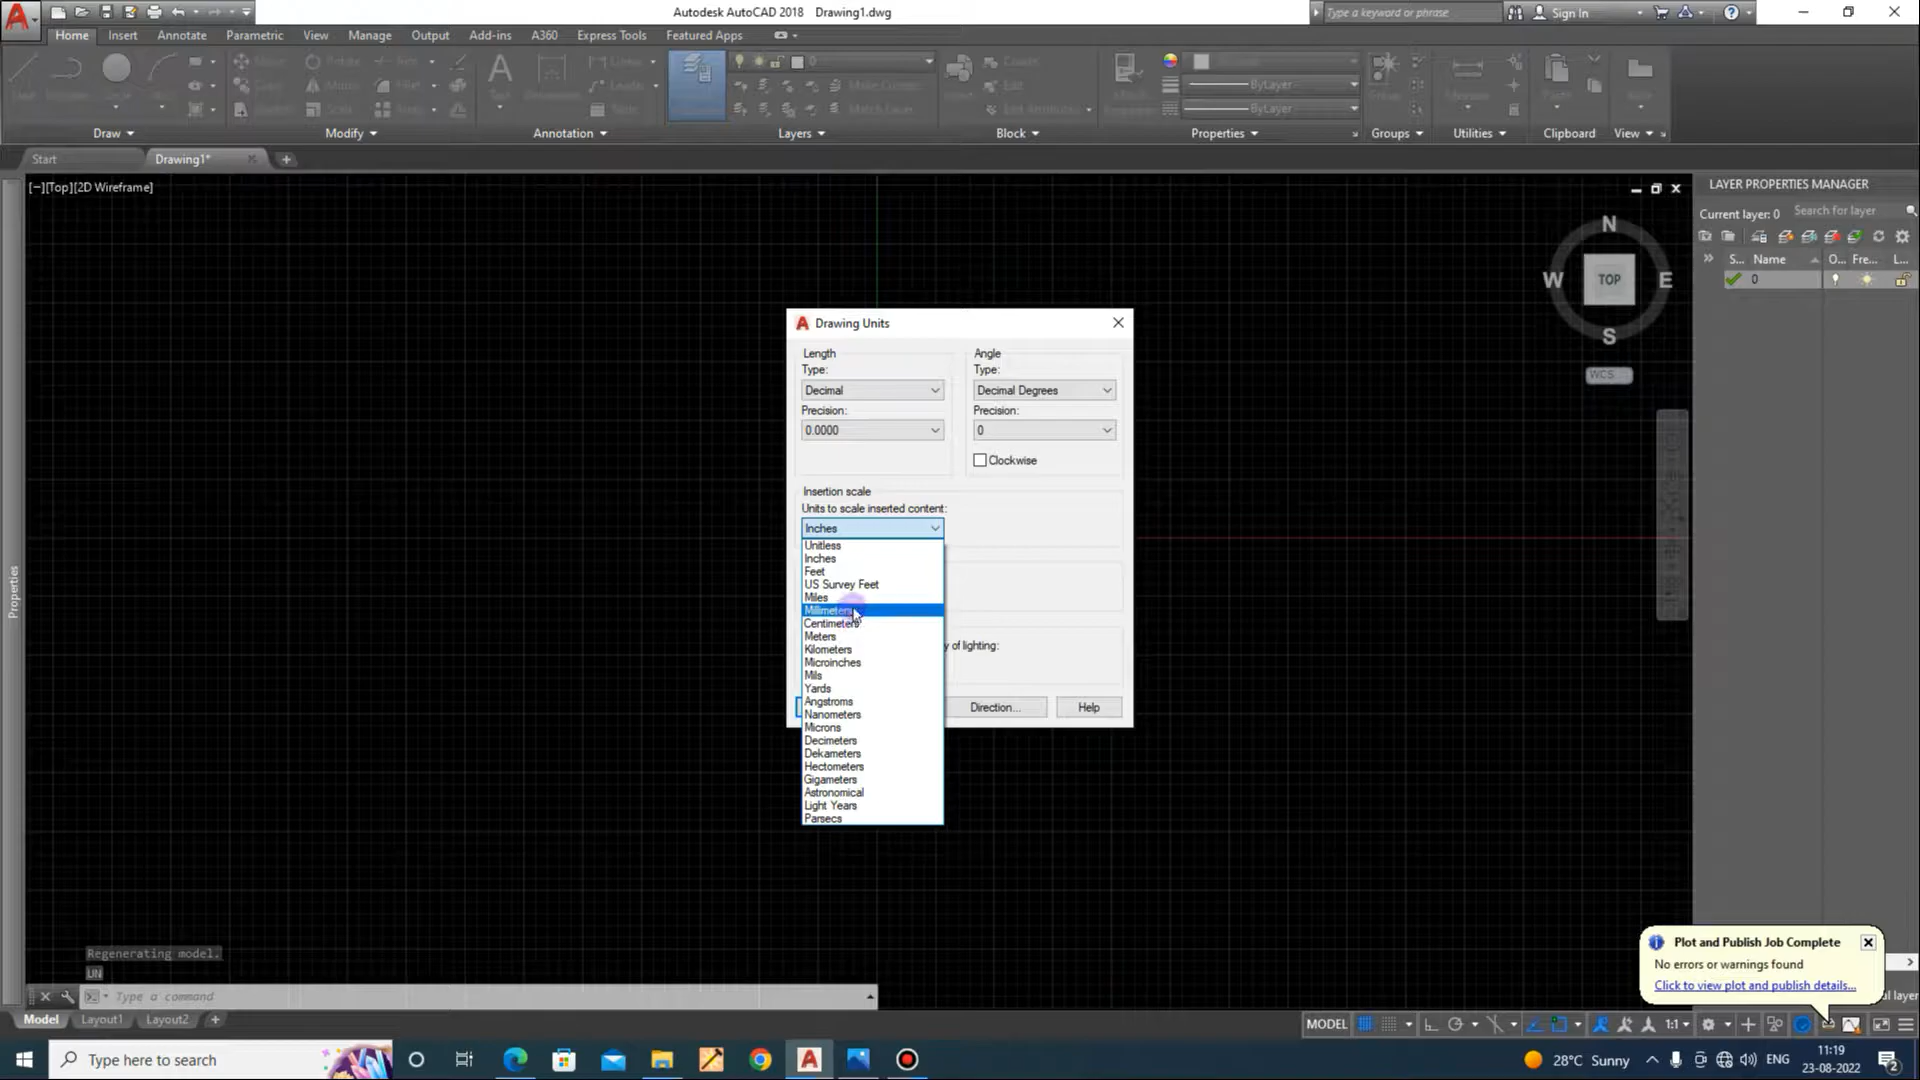 Autodesk AutoCAD 2018 Drawing1.dwg
Type a keyword or phrase
Sign In
Home Insert Annotate Parametric View Manage Output Add-ins A360 Express Tools Featured Apps
0
ByLayer
ByLayer
Draw Modify Annotation Layers Block Properties Groups Utilities Clipboard View
Start Drawing1*
[−][Top][2D Wireframe]
LAYER PROPERTIES MANAGER
Current layer: 0
Search for layer
S... Name O... Fre... L...
0
N
W TOP E
S
WCS
Properties
Drawing Units
Length
Type:
Decimal
Precision:
0.0000
Angle
Type:
Decimal Degrees
Precision:
0
Clockwise
Insertion scale
Units to scale inserted content:
Inches
Unitless
Inches
Feet
US Survey Feet
Miles
Millimeters
Centimeters
Meters
Kilometers
Microinches
Mils
Yards
Angstroms
Nanometers
Microns
Decimeters
Dekameters
Hectometers
Gigameters
Astronomical
Light Years
Parsecs
y of lighting:
Direction... Help
Regenerating model.
UN
Type a command
Plot and Publish Job Complete
No errors or warnings found
Click to view plot and publish details...
Model Layout1 Layout2
MODEL
1:1
Type here to search
28°C Sunny
ENG
11:19
23-08-2022
2